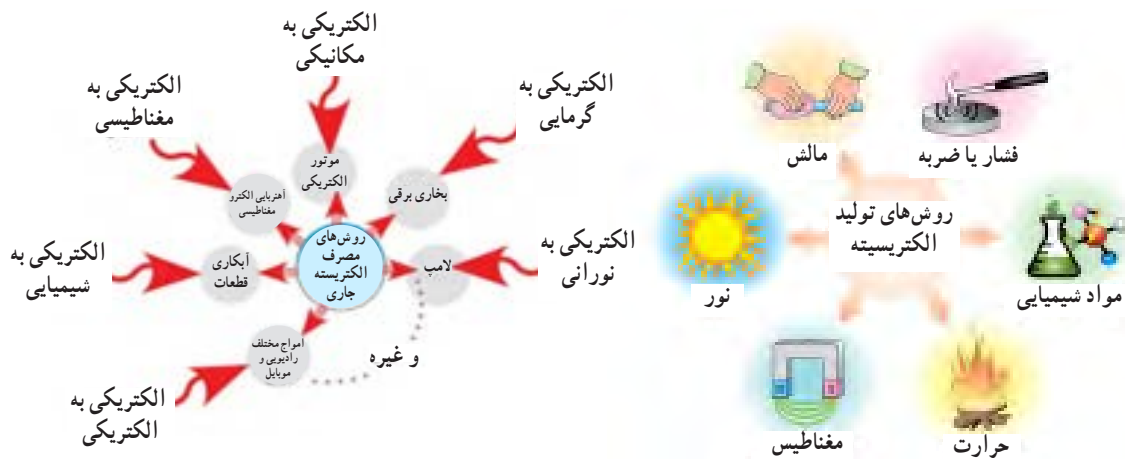 فشار یا ضربه
مالش
روش‌های تولید
الکتریسیته
مواد شیمیایی
نور
حرارت
مغناطیس
الکتریکی به
مکانیکی
موتور
الکتریکی
الکتریکی به
گرمایی
بخاری برقی
الکتریکی به
نورانی
لامپ
الکتریکی به
مغناطیسی
آهنربایی الکترو
مغناطیسی
روش‌های
مصرف
الکتریسته
جاری
الکتریکی به
شیمیایی
آبکاری
قطعات
الکتریکی به
الکتریکی
امواج مختلف
رادیویی و
موبایل
و غیره